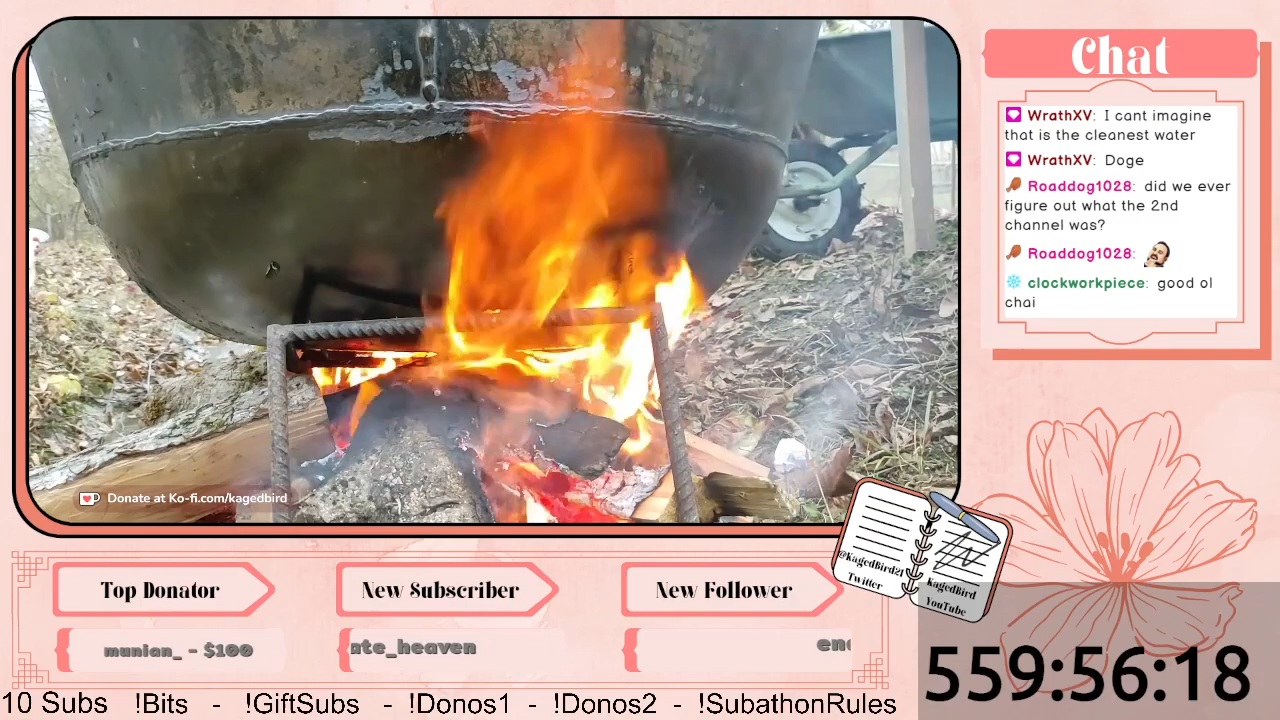 Chat
WrathXV: I cant imagine
that is the cleanest water
WrathXV: Doge
Roaddog1028: did we ever
figure out what the 2nd
channel was?
Roaddog1028:
clockworkpiece: good ol
chai
Donate at Ko-fi.com/kagedbird
@KagedBird21
Twitter
KagedBird
YouTube
Top Donator
New Subscriber
New Follower
munian_ - $100
ate_heaven
559:56:18
10 Subs !Bits - !GiftSubs - !Donos1 - !Donos2 - !SubathonRules